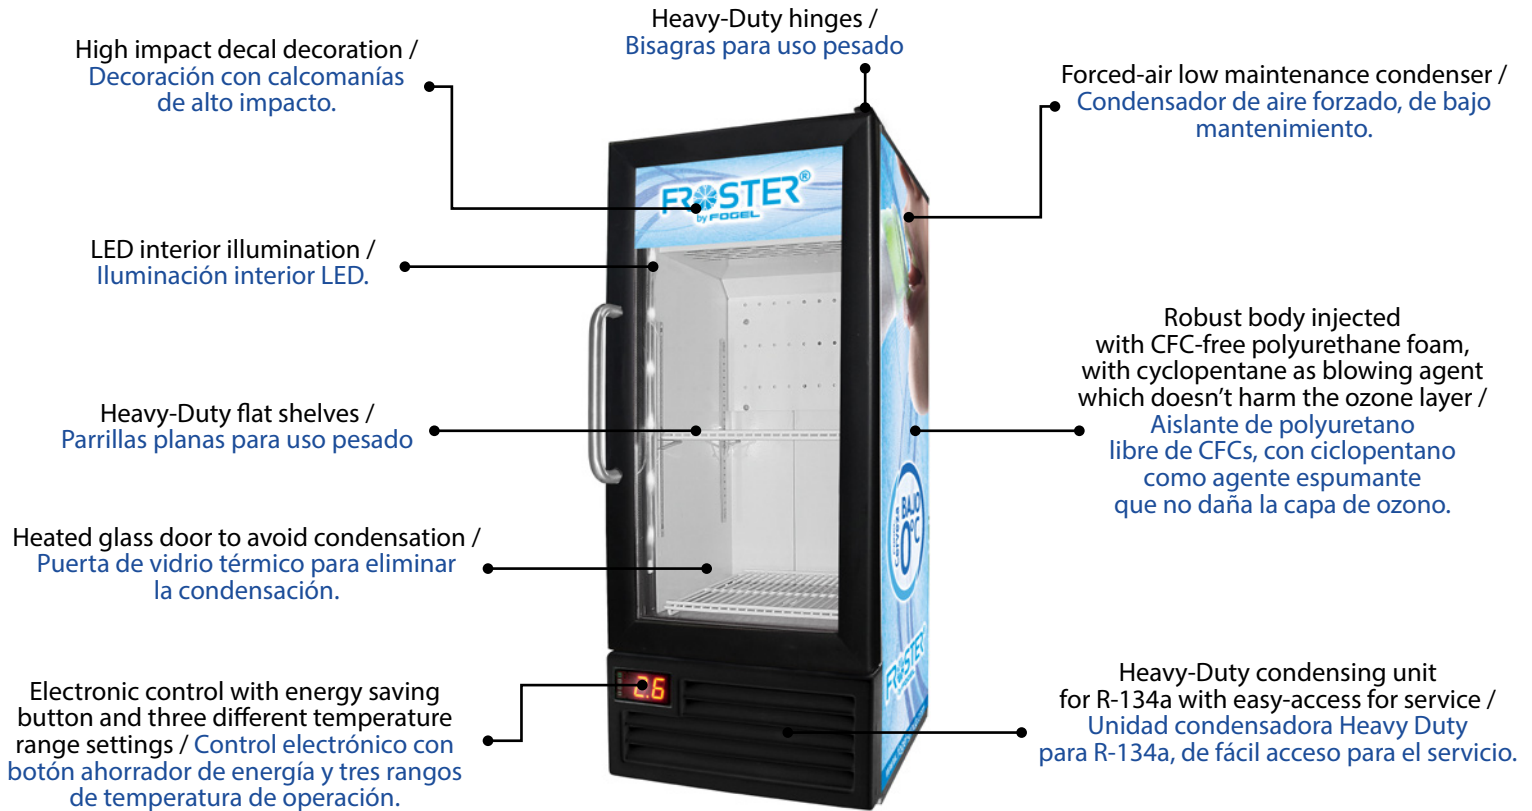 High impact decal decoration /
Decoración con calcomanías
de alto impacto.
Heavy-Duty hinges /
Bisagras para uso pesado
Forced-air low maintenance condenser /
Condensador de aire forzado, de bajo
mantenimiento.
FROSTER®
by FOGEL
LED interior illumination /
Iluminación interior LED.
Robust body injected
with CFC-free polyurethane foam,
with cyclopentane as blowing agent
which doesn’t harm the ozone layer /
Aislante de polyuretano
libre de CFCs, con ciclopentano
como agente espumante
que no daña la capa de ozono.
Heavy-Duty flat shelves /
Parrillas planas para uso pesado
Cerveza
BAJO
0°C
Heated glass door to avoid condensation /
Puerta de vidrio térmico para eliminar
la condensación.
FROSTER
2.6
Electronic control with energy saving
button and three different temperature
range settings / Control electrónico con
botón ahorrador de energía y tres rangos
de temperatura de operación.
Heavy-Duty condensing unit
for R-134a with easy-access for service /
Unidad condensadora Heavy Duty
para R-134a, de fácil acceso para el servicio.